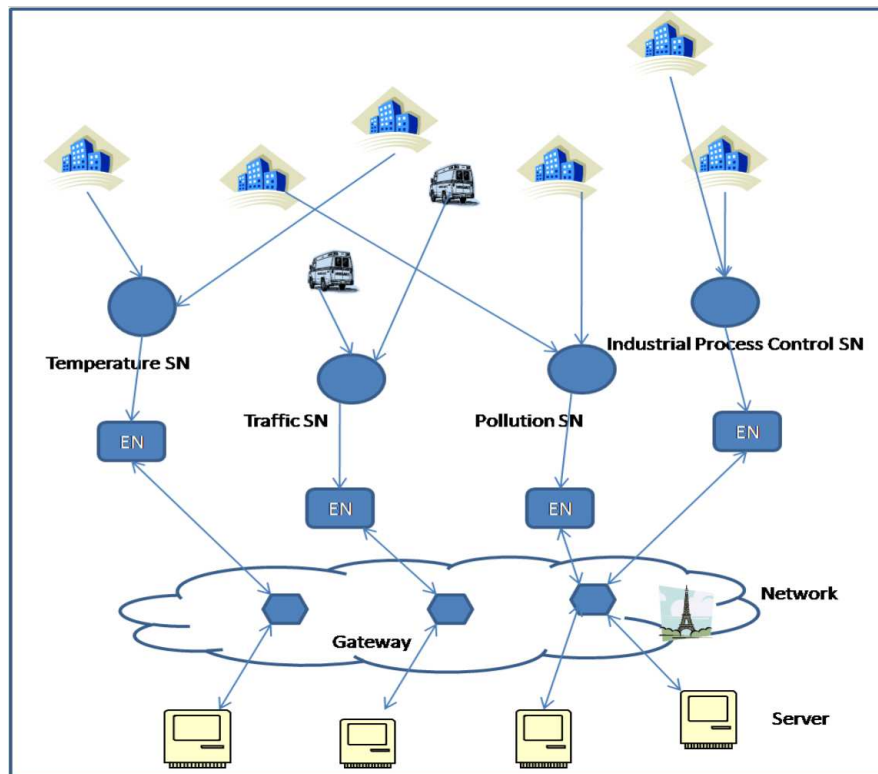 Industrial Process Control SN
Temperature SN
Traffic SN
Pollution SN
EN
EN
EN
EN
Network
Gateway
Server